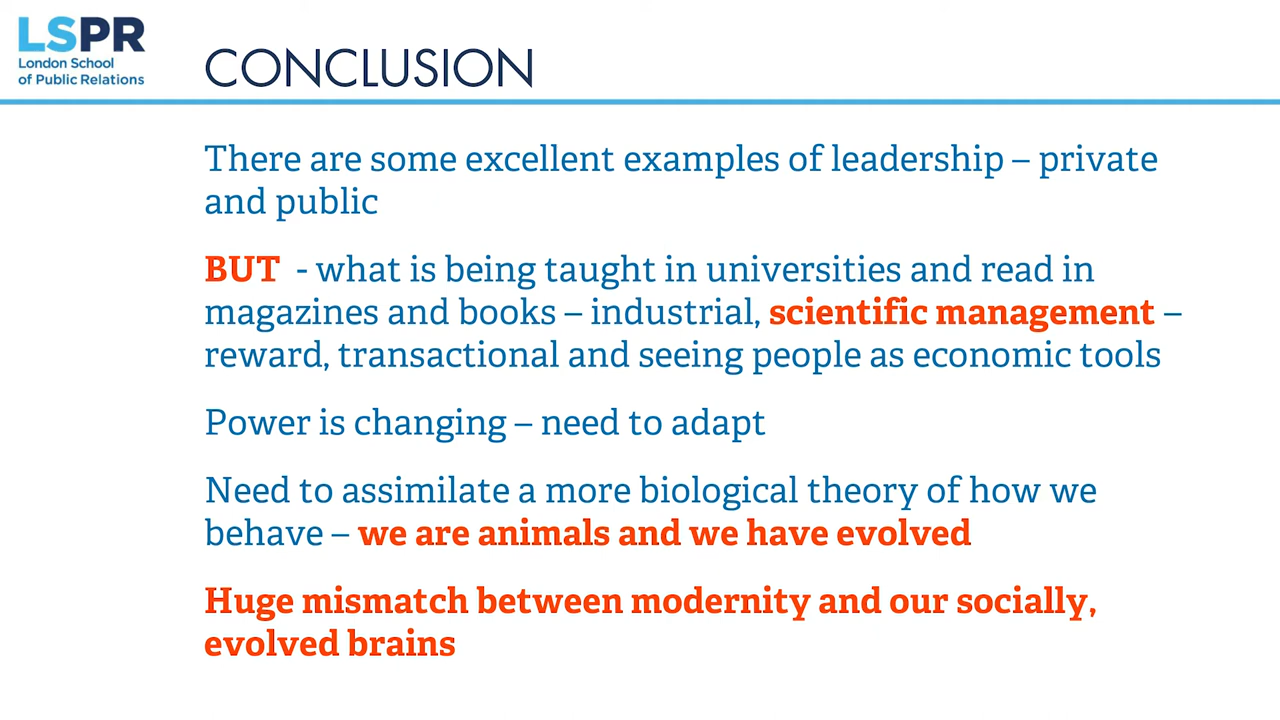 LSPR
London School
of Public Relations
CONCLUSION
There are some excellent examples of leadership – private
and public
BUT - what is being taught in universities and read in
magazines and books – industrial, scientific management –
reward, transactional and seeing people as economic tools
Power is changing – need to adapt
Need to assimilate a more biological theory of how we
behave – we are animals and we have evolved
Huge mismatch between modernity and our socially,
evolved brains